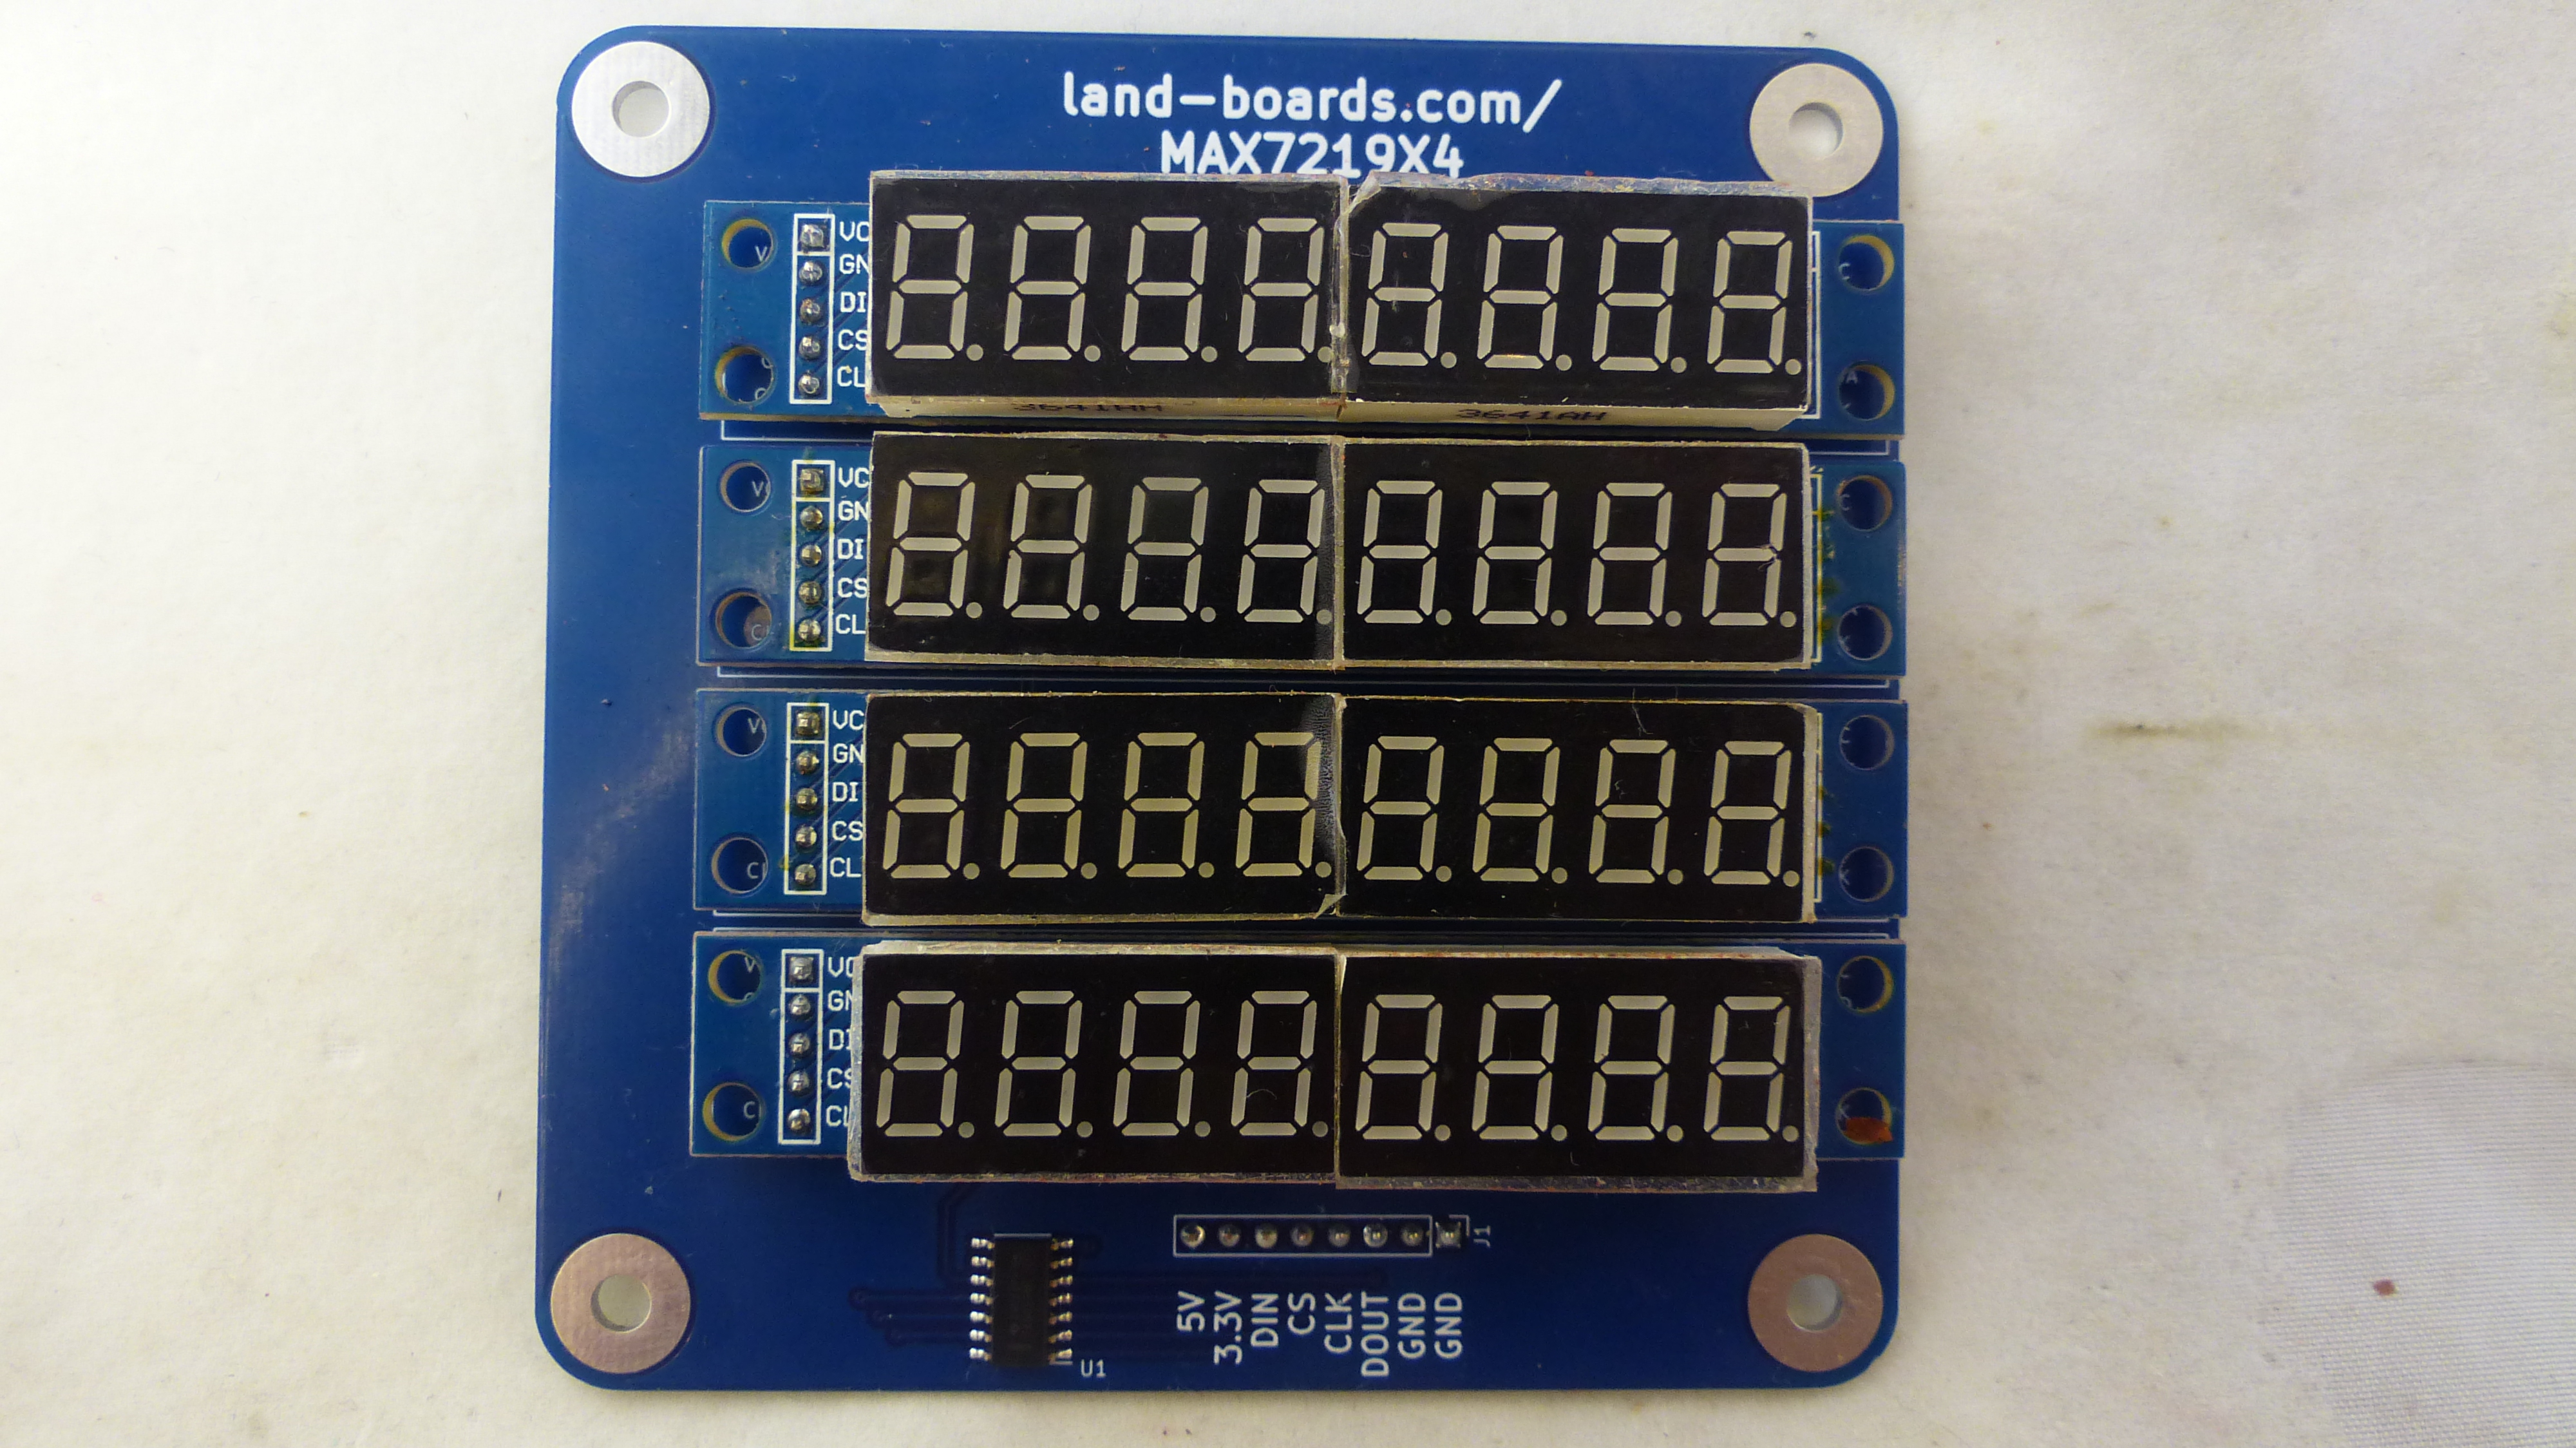 land-boards.com/
MAX7219X4
VC
GN
DI
CS
CL
3641AH 3641AH
VC
GN
DI
CS
CL
VC
GN
DI
CS
CL
VC
GN
DI
CS
CL
J1
5V
3.3V
DIN
CS
CLK
DOUT
GND
GND
U1